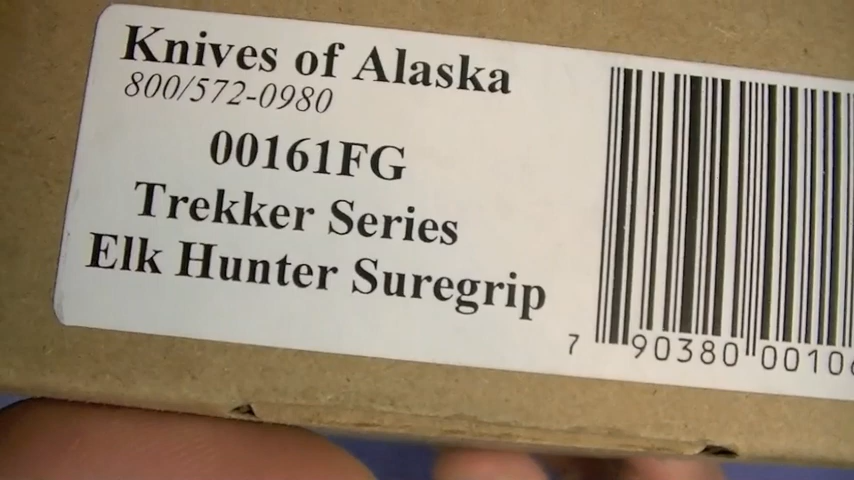 Knives of Alaska
800/572-0980
00161FG
Trekker Series
Elk Hunter Suregrip
7 90380 0010